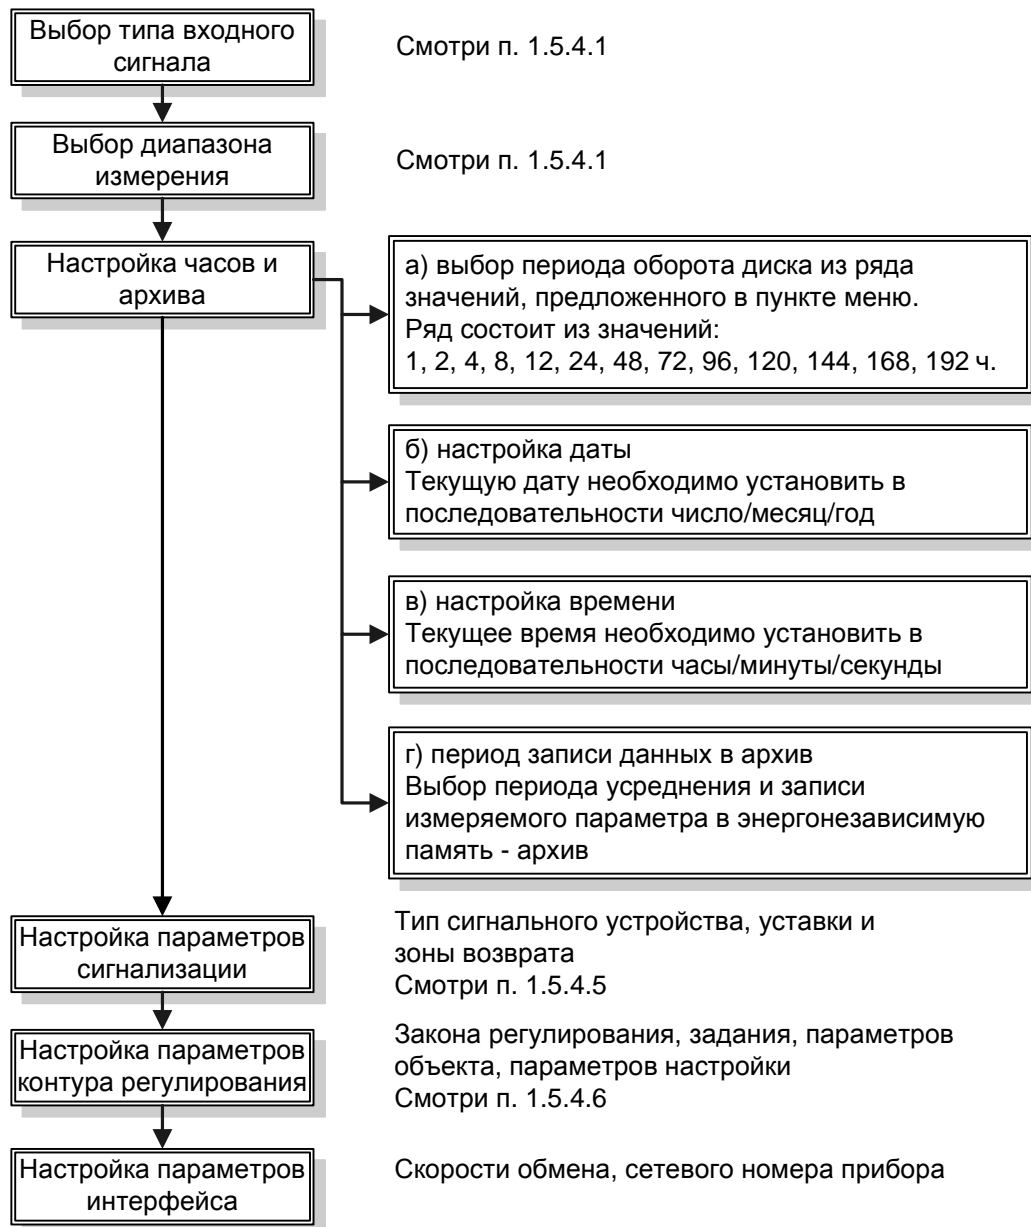 Выбор типа входного
сигнала
Смотри п. 1.5.4.1
Выбор диапазона
измерения
Смотри п. 1.5.4.1
Настройка часов и
архива
а) выбор периода оборота диска из ряда
значений, предложенного в пункте меню.
Ряд состоит из значений:
1, 2, 4, 8, 12, 24, 48, 72, 96, 120, 144, 168, 192 ч.
б) настройка даты
Текущую дату необходимо установить в
последовательности число/месяц/год
в) настройка времени
Текущее время необходимо установить в
последовательности часы/минуты/секунды
г) период записи данных в архив
Выбор периода усреднения и записи
измеряемого параметра в энергонезависимую
память - архив
Настройка параметров
сигнализации
Тип сигнального устройства, уставки и
зоны возврата
Смотри п. 1.5.4.5
Настройка параметров
контура регулирования
Закона регулирования, задания, параметров
объекта, параметров настройки
Смотри п. 1.5.4.6
Настройка параметров
интерфейса
Скорости обмена, сетевого номера прибора